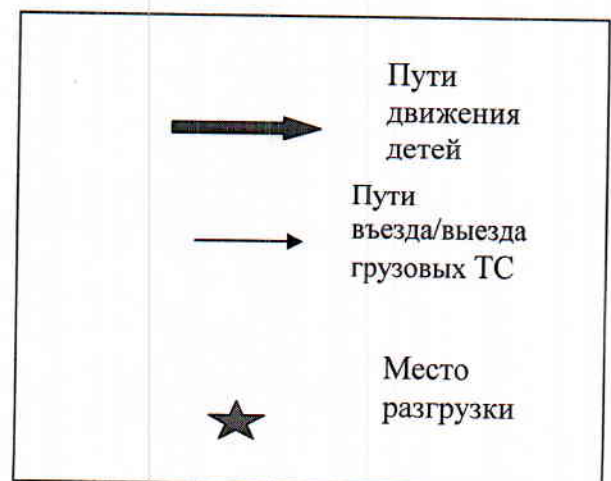 Пути
движения
детей
Пути
въезда/выезда
грузовых ТС
Место
разгрузки